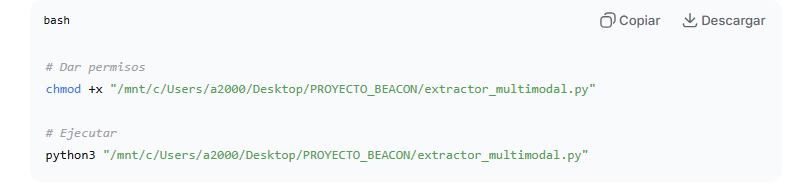 bash
Copiar
Descargar
# Dar permisos
chmod +x "/mnt/c/Users/a2000/Desktop/PROYECTO_BEACON/extractor_multimodal.py"
# Ejecutar
python3 "/mnt/c/Users/a2000/Desktop/PROYECTO_BEACON/extractor_multimodal.py"